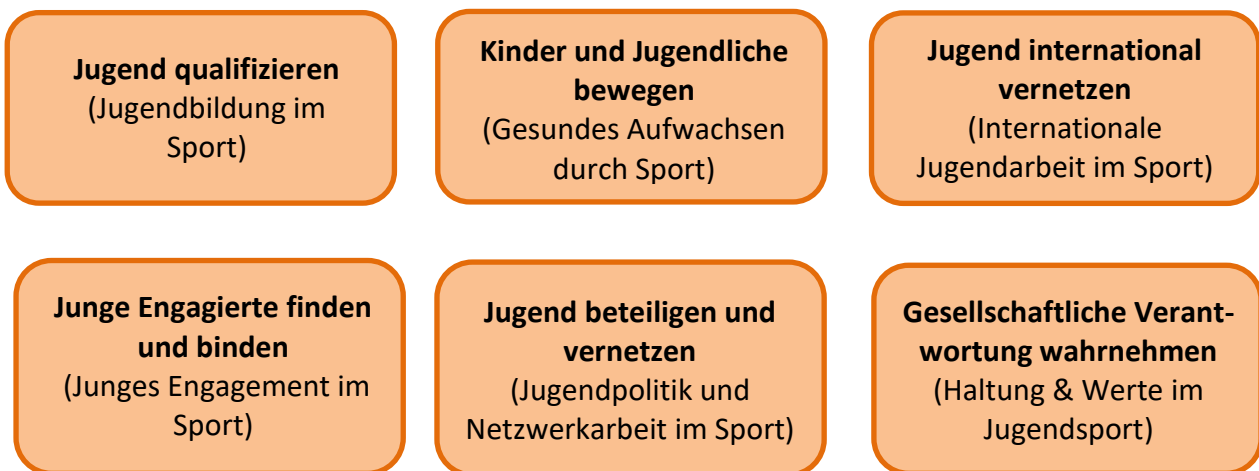 Jugend qualifizieren
(Jugendbildung im
Sport)
Kinder und Jugendliche
bewegen
(Gesundes Aufwachsen
durch Sport)
Jugend international
vernetzen
(Internationale
Jugendarbeit im Sport)
Junge Engagierte finden
und binden
(Junges Engagement im
Sport)
Jugend beteiligen und
vernetzen
(Jugendpolitik und
Netzwerkarbeit im Sport)
Gesellschaftliche Verant-
wortung wahrnehmen
(Haltung & Werte im
Jugendsport)